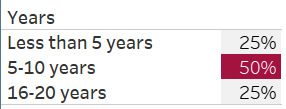 Years
Less than 5 years 25%
5-10 years 50%
16-20 years 25%